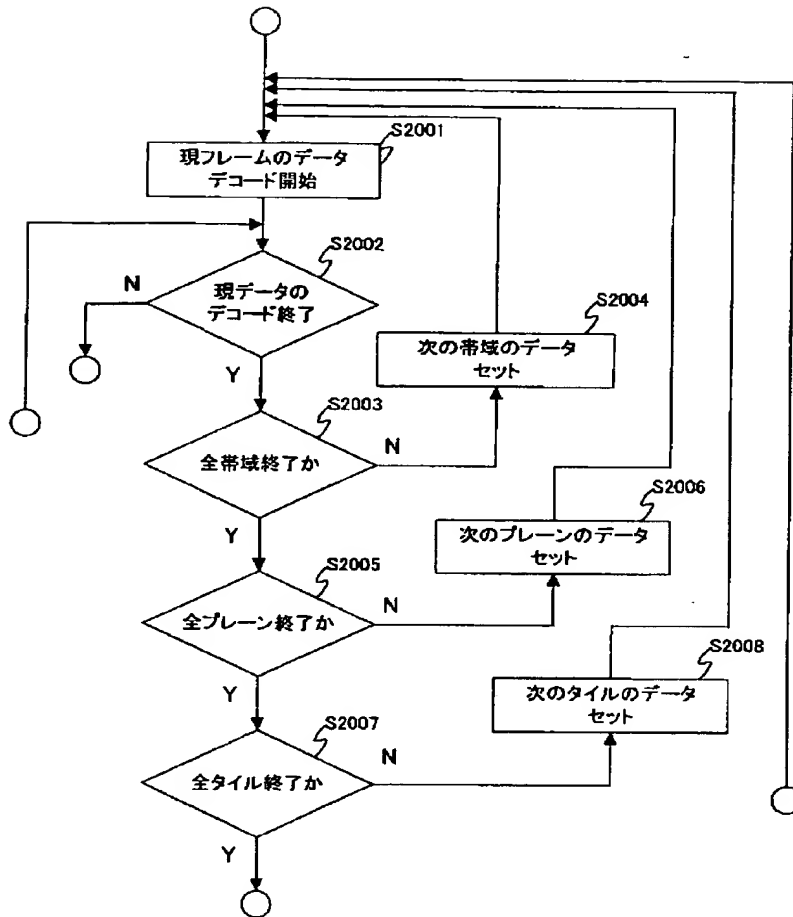 S2001
現フレームのデータ
デコード開始
S2002
N
現データの
デコード終了
Y
S2004
次の帯域のデータ
セット
S2003
全帯域終了か
N
Y
S2006
次のプレーンのデータ
セット
S2005
全プレーン終了か
N
Y
S2008
次のタイルのデータ
セット
S2007
全タイル終了か
N
Y